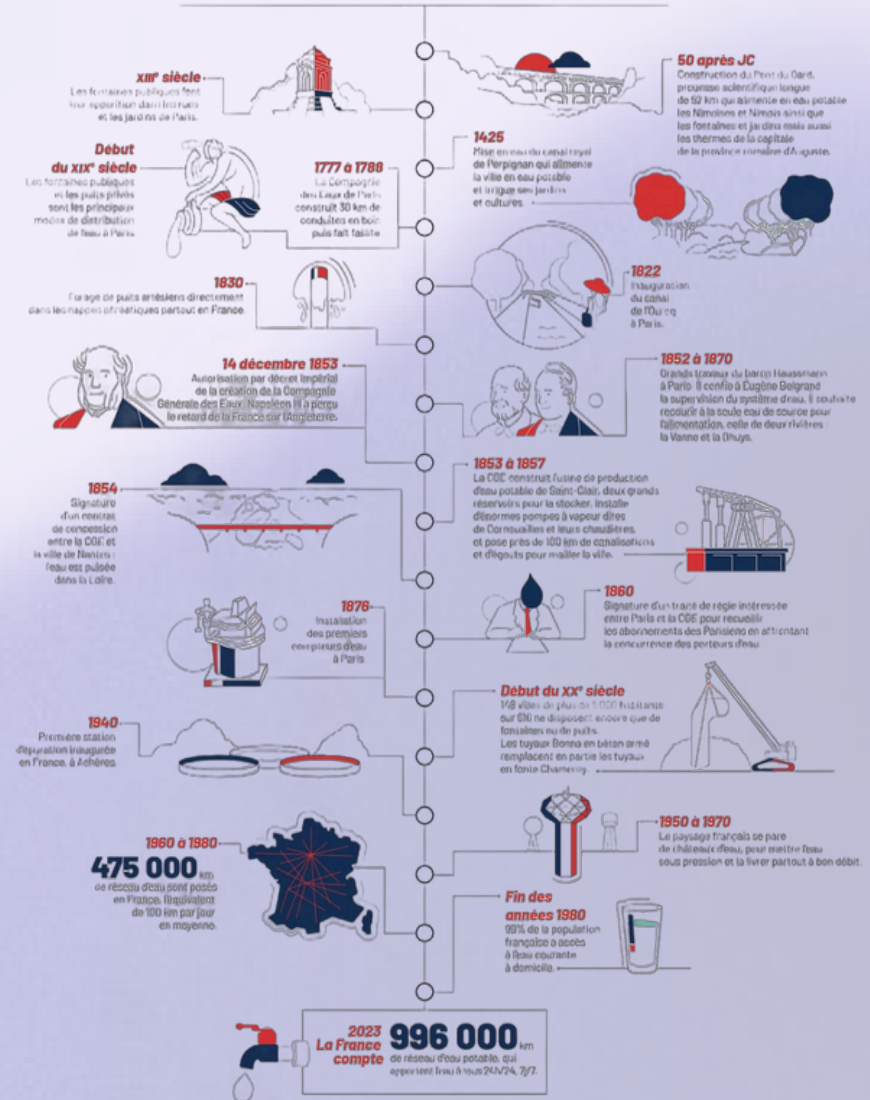 50 après JC
Construction du Pont du Gard,
prouesse scientifique longue
de 52 km qui alimente en eau potable
les Nîmoises et Nîmois ainsi que
les fontaines et jardins mais aussi
les thermes de la capitale
de la province romaine d'Auguste.
XIIIᵉ siècle
Les fontaines publiques font
leur apparition dans les rues
et les jardins de Paris.
1425
Mise en eau du canal royal
de Perpignan qui alimente
la ville en eau potable
et irrigue ses jardins
et cultures.
1777 à 1788
La Compagnie
des Eaux de Paris
construit 30 km de
conduites en bois
puis fait faillite
Début
du XIXᵉ siècle
Les fontaines publiques
et les puits privés
sont les principaux
modes de distribution
de l'eau à Paris.
1822
Inauguration
du canal
de l'Ourcq
à Paris.
1830
Forage de puits artésiens directement
dans les nappes phréatiques partout en France.
1852 à 1870
Grands travaux du baron Haussmann
à Paris. Il confie à Eugène Belgrand
la supervision du système d'eau. Il souhaite
recourir à la seule eau de source pour
l'alimentation, celle de deux rivières :
la Vanne et la Dhuys.
14 décembre 1853
Autorisation par décret impérial
de la création de la Compagnie
Générale des Eaux. Napoléon III a perçu
le retard de la France sur l'Angleterre.
1853 à 1857
La CGE construit l'usine de production
d'eau potable de Saint-Clair, deux grands
réservoirs pour la stocker, installe
d'énormes pompes à vapeur dites
de Cornouailles et leurs chaudières,
et pose près de 100 km de canalisations
et d'égouts pour mailler la ville.
1854
Signature
d'un contrat
de concession
entre la CGE et
la ville de Nantes :
l'eau est puisée
dans la Loire.
1860
Signature d'un traité de régie intéressée
entre Paris et la CGE pour recueillir
les abonnements des Parisiens en affrontant
la concurrence des porteurs d'eau
1876
Installation
des premiers
compteurs d'eau
à Paris
Début du XXᵉ siècle
148 villes de plus de 5 000 habitants
sur 616 ne disposent encore que de
fontaines ou de puits.
Les tuyaux Bonna en béton armé
remplacent en partie les tuyaux
en fonte Chameroy.
1940
Première station
d'épuration inaugurée
en France, à Achères.
1950 à 1970
Le paysage français se pare
de châteaux d'eau, pour mettre l'eau
sous pression et la livrer partout à bon débit.
1960 à 1980
475 000 km
de réseau d'eau sont posés
en France, l'équivalent
de 100 km par jour
en moyenne.
Fin des
années 1980
99% de la population
française a accès
à l'eau courante
à domicile.
2023
La France
compte
996 000 km
de réseau d'eau potable, qui
apportent l'eau à tous 24h/24, 7j/7.